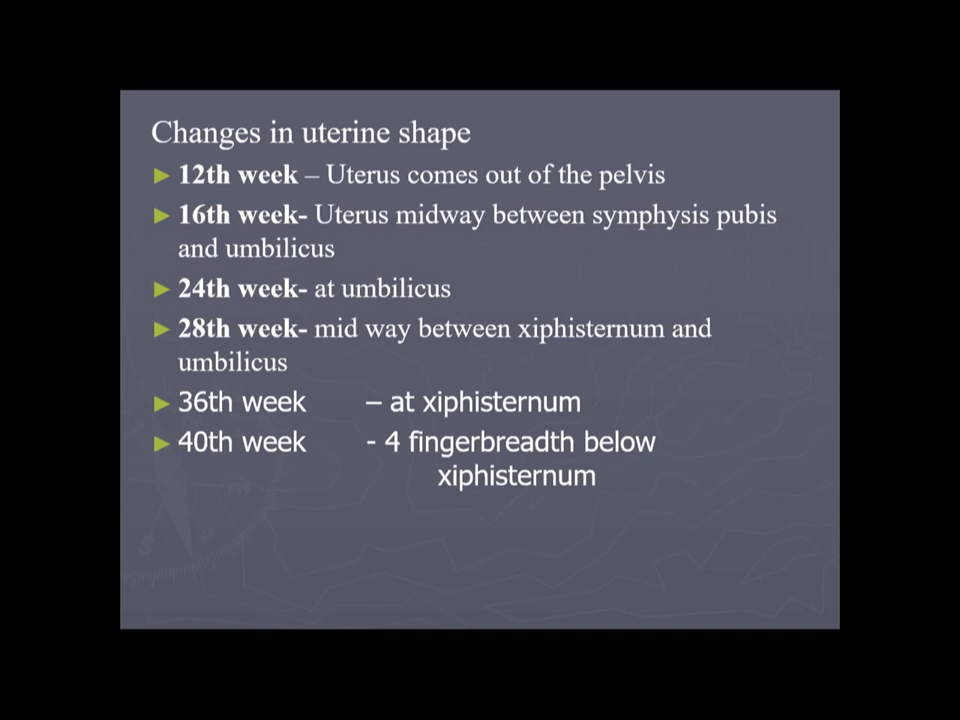 Changes in uterine shape
► 12th week – Uterus comes out of the pelvis
► 16th week- Uterus midway between symphysis pubis
and umbilicus
► 24th week- at umbilicus
► 28th week- mid way between xiphisternum and
umbilicus
► 36th week – at xiphisternum
► 40th week - 4 fingerbreadth below
xiphisternum